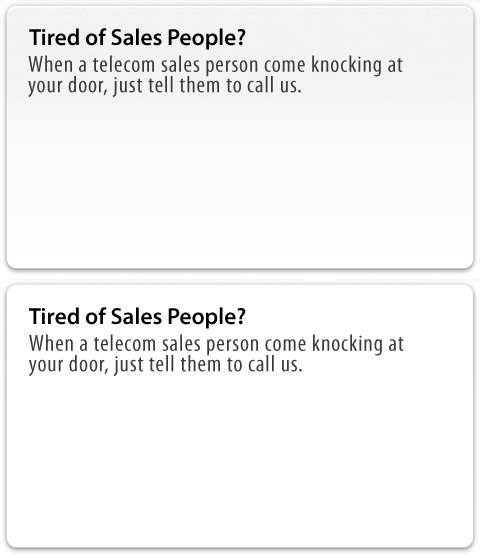 Tired of Sales People?
When a telecom sales person come knocking at
your door, just tell them to call us.
Tired of Sales People?
When a telecom sales person come knocking at
your door, just tell them to call us.